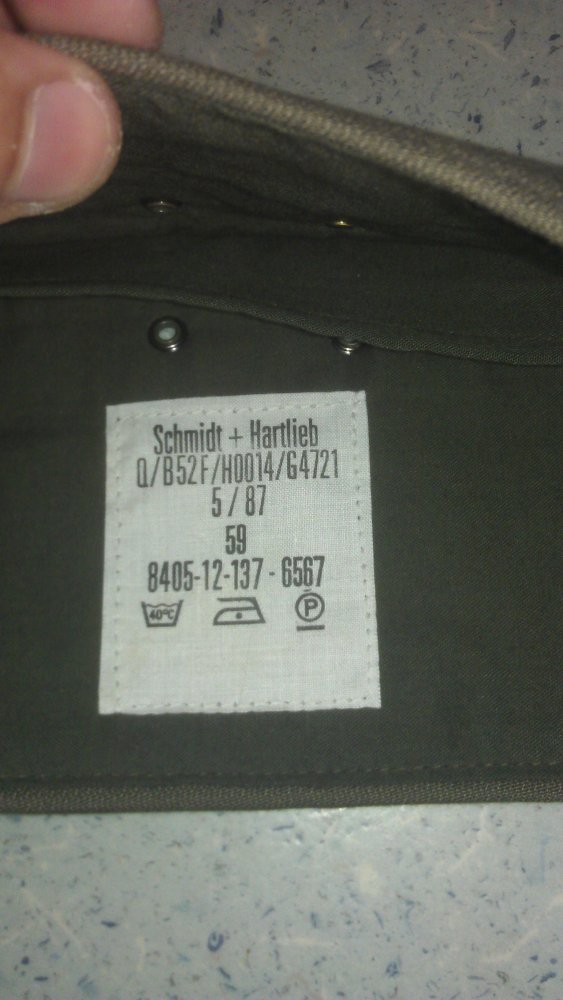 Schmidt + Hartlieb
Q/B52F/H0014/G4721
5 / 87
59
8405-12-137 - 6567
40°C P